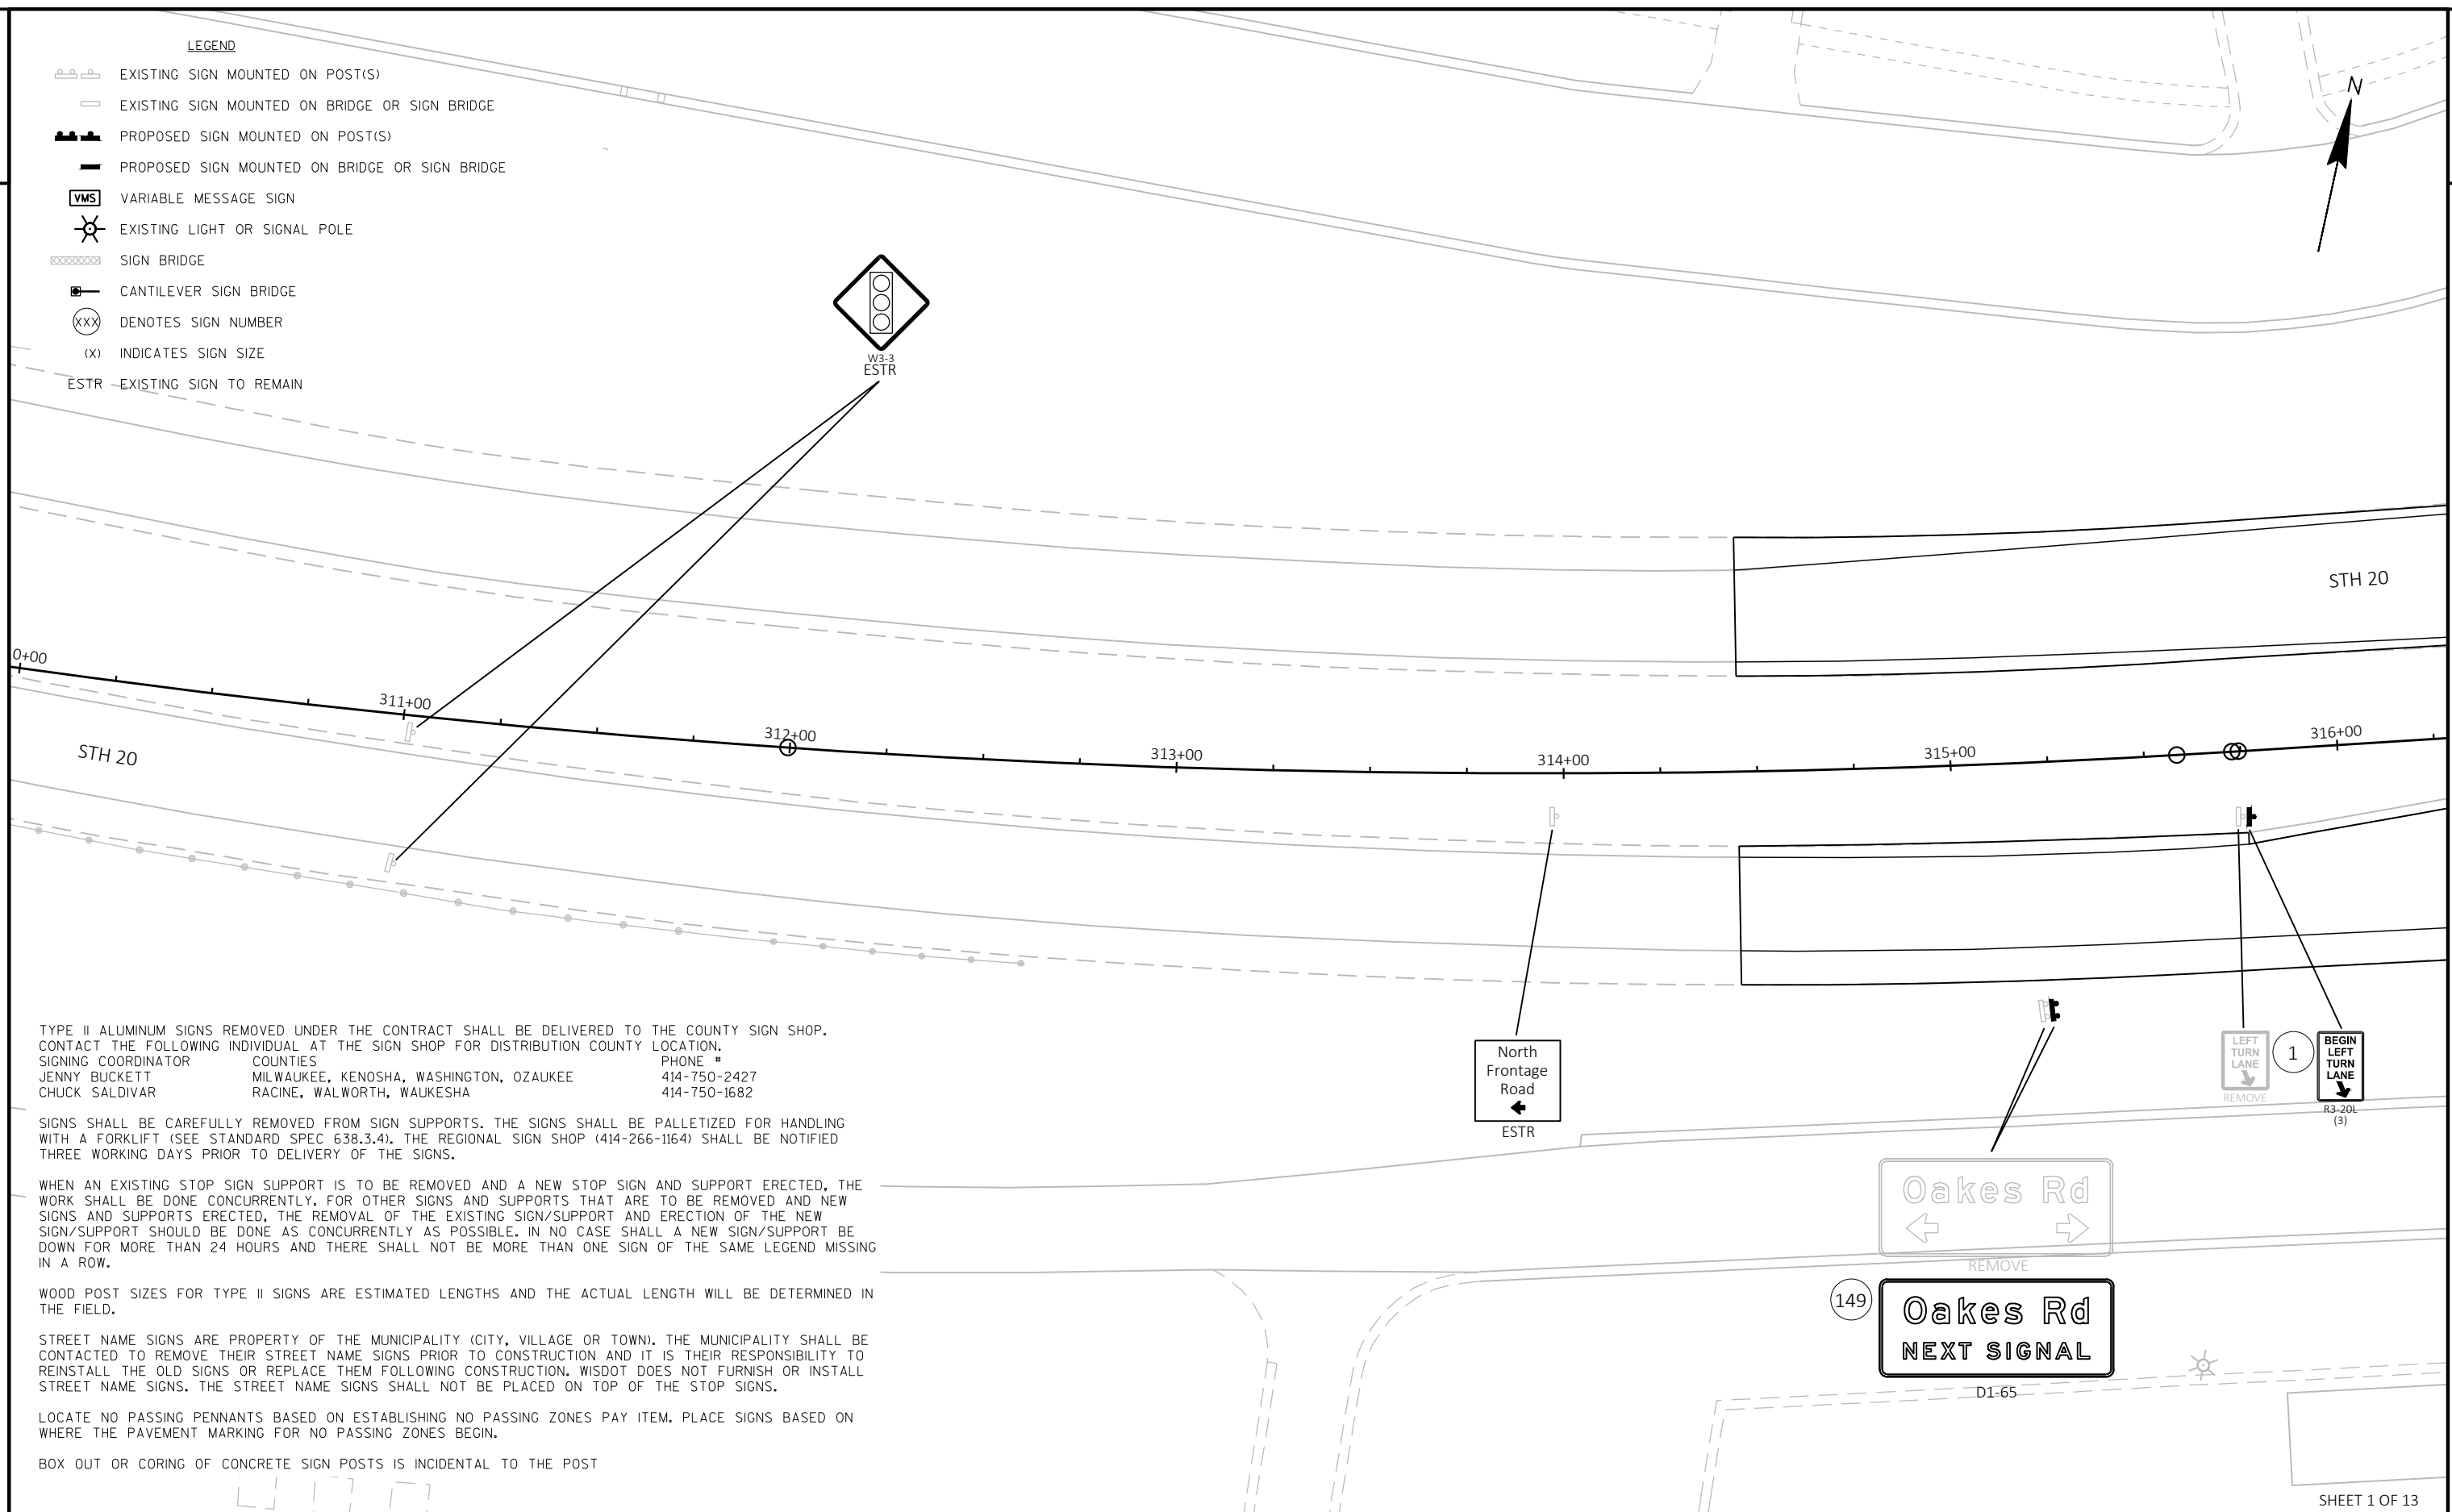 LEGEND
EXISTING SIGN MOUNTED ON POST(S)
EXISTING SIGN MOUNTED ON BRIDGE OR SIGN BRIDGE
PROPOSED SIGN MOUNTED ON POST(S)
PROPOSED SIGN MOUNTED ON BRIDGE OR SIGN BRIDGE
VMS VARIABLE MESSAGE SIGN
EXISTING LIGHT OR SIGNAL POLE
SIGN BRIDGE
CANTILEVER SIGN BRIDGE
XXX DENOTES SIGN NUMBER
(X) INDICATES SIGN SIZE
ESTR EXISTING SIGN TO REMAIN
N
W3-3
ESTR
STH 20
0+00
311+00
312+00
313+00
314+00
315+00
316+00
STH 20
North
Frontage
Road
ESTR
LEFT
TURN
LANE
REMOVE
1
BEGIN
LEFT
TURN
LANE
R3-20L
(3)
Oakes Rd
REMOVE
149
Oakes Rd
NEXT SIGNAL
D1-65
TYPE II ALUMINUM SIGNS REMOVED UNDER THE CONTRACT SHALL BE DELIVERED TO THE COUNTY SIGN SHOP.
CONTACT THE FOLLOWING INDIVIDUAL AT THE SIGN SHOP FOR DISTRIBUTION COUNTY LOCATION.
SIGNING COORDINATOR COUNTIES PHONE #
JENNY BUCKETT MILWAUKEE, KENOSHA, WASHINGTON, OZAUKEE 414-750-2427
CHUCK SALDIVAR RACINE, WALWORTH, WAUKESHA 414-750-1682
SIGNS SHALL BE CAREFULLY REMOVED FROM SIGN SUPPORTS. THE SIGNS SHALL BE PALLETIZED FOR HANDLING
WITH A FORKLIFT (SEE STANDARD SPEC 638.3.4). THE REGIONAL SIGN SHOP (414-266-1164) SHALL BE NOTIFIED
THREE WORKING DAYS PRIOR TO DELIVERY OF THE SIGNS.
WHEN AN EXISTING STOP SIGN SUPPORT IS TO BE REMOVED AND A NEW STOP SIGN AND SUPPORT ERECTED, THE
WORK SHALL BE DONE CONCURRENTLY. FOR OTHER SIGNS AND SUPPORTS THAT ARE TO BE REMOVED AND NEW
SIGNS AND SUPPORTS ERECTED, THE REMOVAL OF THE EXISTING SIGN/SUPPORT AND ERECTION OF THE NEW
SIGN/SUPPORT SHOULD BE DONE AS CONCURRENTLY AS POSSIBLE. IN NO CASE SHALL A NEW SIGN/SUPPORT BE
DOWN FOR MORE THAN 24 HOURS AND THERE SHALL NOT BE MORE THAN ONE SIGN OF THE SAME LEGEND MISSING
IN A ROW.
WOOD POST SIZES FOR TYPE II SIGNS ARE ESTIMATED LENGTHS AND THE ACTUAL LENGTH WILL BE DETERMINED IN
THE FIELD.
STREET NAME SIGNS ARE PROPERTY OF THE MUNICIPALITY (CITY, VILLAGE OR TOWN). THE MUNICIPALITY SHALL BE
CONTACTED TO REMOVE THEIR STREET NAME SIGNS PRIOR TO CONSTRUCTION AND IT IS THEIR RESPONSIBILITY TO
REINSTALL THE OLD SIGNS OR REPLACE THEM FOLLOWING CONSTRUCTION. WISDOT DOES NOT FURNISH OR INSTALL
STREET NAME SIGNS. THE STREET NAME SIGNS SHALL NOT BE PLACED ON TOP OF THE STOP SIGNS.
LOCATE NO PASSING PENNANTS BASED ON ESTABLISHING NO PASSING ZONES PAY ITEM. PLACE SIGNS BASED ON
WHERE THE PAVEMENT MARKING FOR NO PASSING ZONES BEGIN.
BOX OUT OR CORING OF CONCRETE SIGN POSTS IS INCIDENTAL TO THE POST
SHEET 1 OF 13